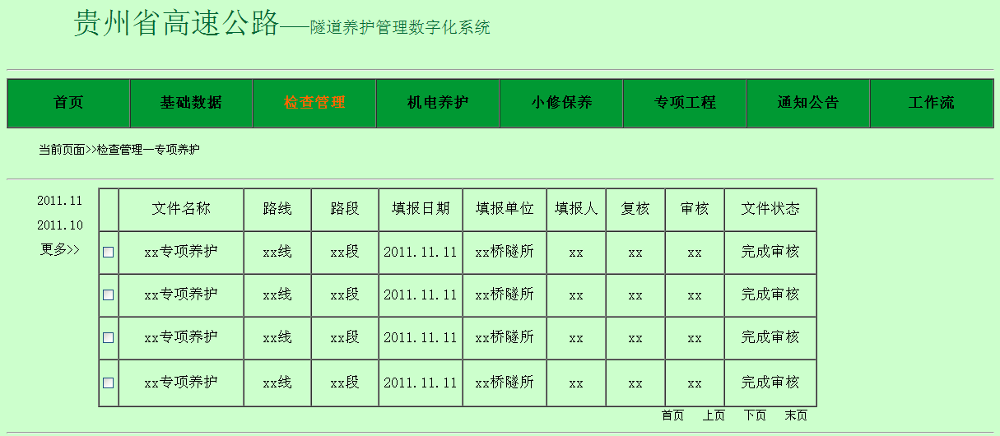 贵州省高速公路——隧道养护管理数字化系统
首页 基础数据 检查管理 机电养护 小修保养 专项工程 通知公告 工作流
当前页面>>检查管理—专项养护
2011.11
2011.10
更多>>
文件名称 路线 路段 填报日期 填报单位 填报人 复核 审核 文件状态
xx专项养护 xx线 xx段 2011.11.11 xx桥隧所 xx xx xx 完成审核
xx专项养护 xx线 xx段 2011.11.11 xx桥隧所 xx xx xx 完成审核
xx专项养护 xx线 xx段 2011.11.11 xx桥隧所 xx xx xx 完成审核
xx专项养护 xx线 xx段 2011.11.11 xx桥隧所 xx xx xx 完成审核
首页 上页 下页 末页